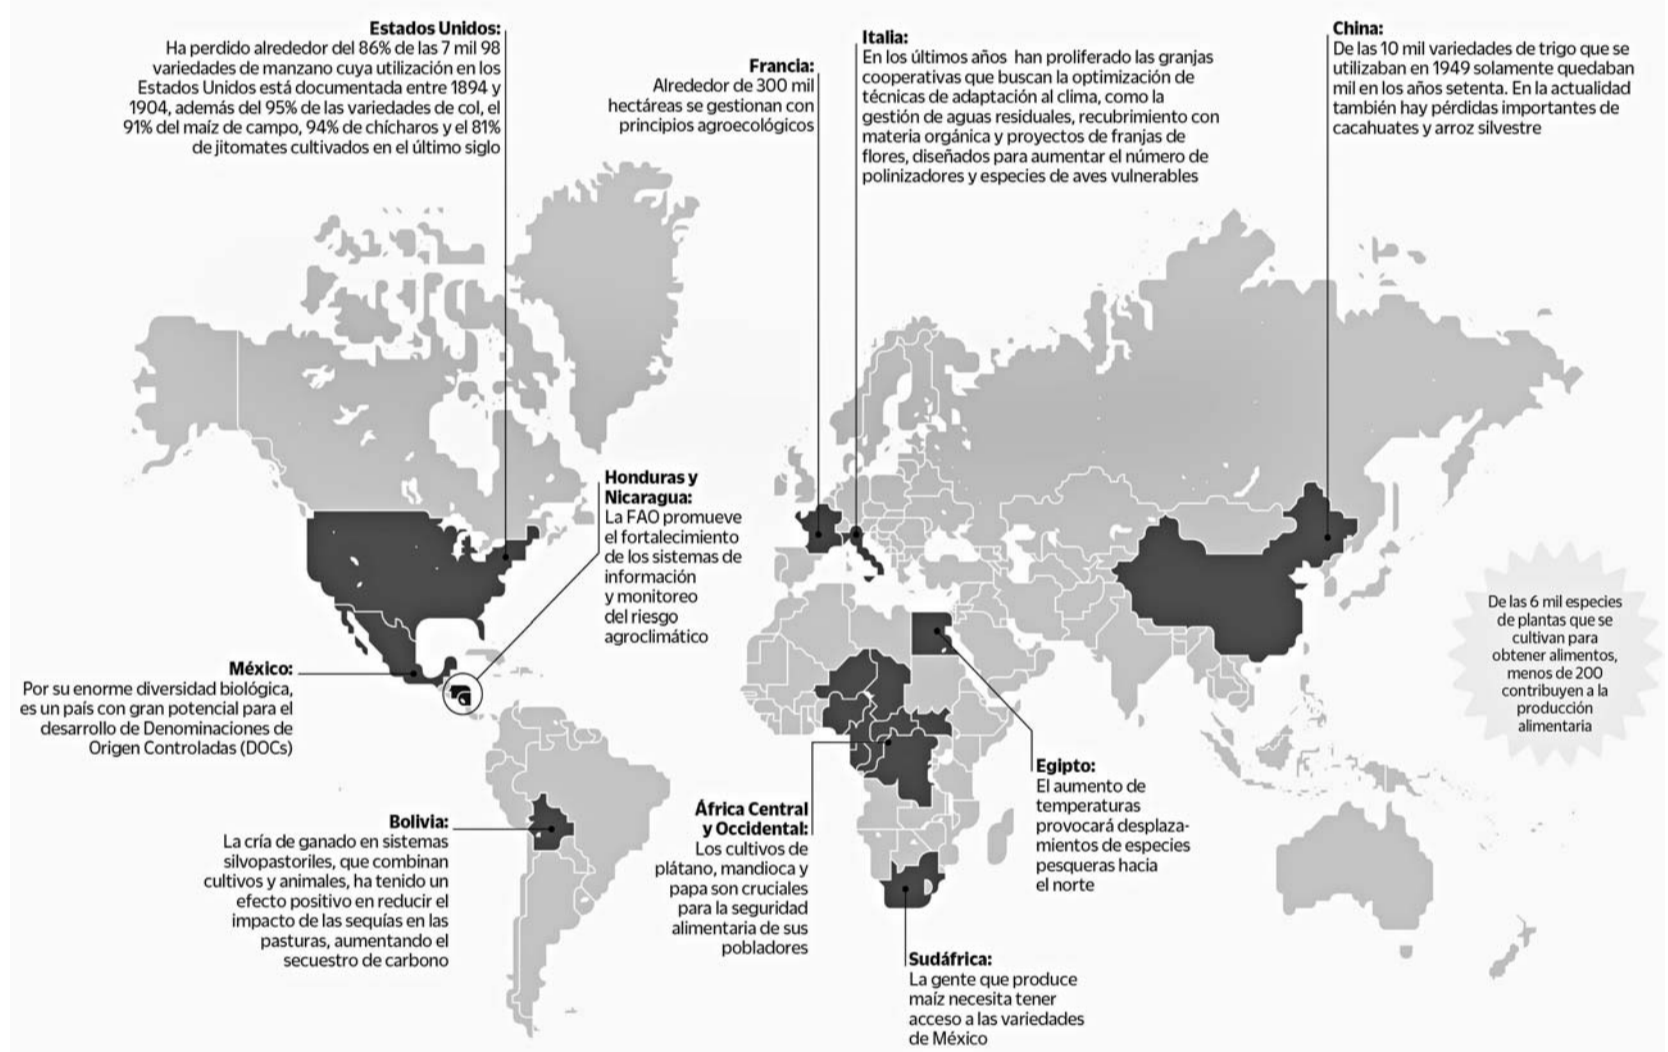 Estados Unidos:
Ha perdido alrededor del 86% de las 7 mil 98
variedades de manzano cuya utilización en los
Estados Unidos está documentada entre 1894 y
1904, además del 95% de las variedades de col, el
91% del maíz de campo, 94% de chícharos y el 81%
de jitomates cultivados en el último siglo
Francia:
Alrededor de 300 mil
hectáreas se gestionan con
principios agroecológicos
Italia:
En los últimos años han proliferado las granjas
cooperativas que buscan la optimización de
técnicas de adaptación al clima, como la
gestión de aguas residuales, recubrimiento con
materia orgánica y proyectos de franjas de
flores, diseñados para aumentar el número de
polinizadores y especies de aves vulnerables
China:
De las 10 mil variedades de trigo que se
utilizaban en 1949 solamente quedaban
mil en los años setenta. En la actualidad
también hay pérdidas importantes de
cacahuates y arroz silvestre
Honduras y
Nicaragua:
La FAO promueve
el fortalecimiento
de los sistemas de
información
y monitoreo
del riesgo
agroclimático
De las 6 mil especies
de plantas que se
cultivan para
obtener alimentos,
menos de 200
contribuyen a la
producción
alimentaria
México:
Por su enorme diversidad biológica,
es un país con gran potencial para el
desarrollo de Denominaciones de
Origen Controladas (DOCs)
Bolivia:
La cría de ganado en sistemas
silvopastoriles, que combinan
cultivos y animales, ha tenido un
efecto positivo en reducir el
impacto de las sequías en las
pasturas, aumentando el
secuestro de carbono
África Central
y Occidental:
Los cultivos de
plátano, mandioca y
papa son cruciales
para la seguridad
alimentaria de sus
pobladores
Egipto:
El aumento de
temperaturas
provocará desplaza-
mientos de especies
pesqueras hacia
el norte
Sudáfrica:
La gente que produce
maíz necesita tener
acceso a las variedades
de México